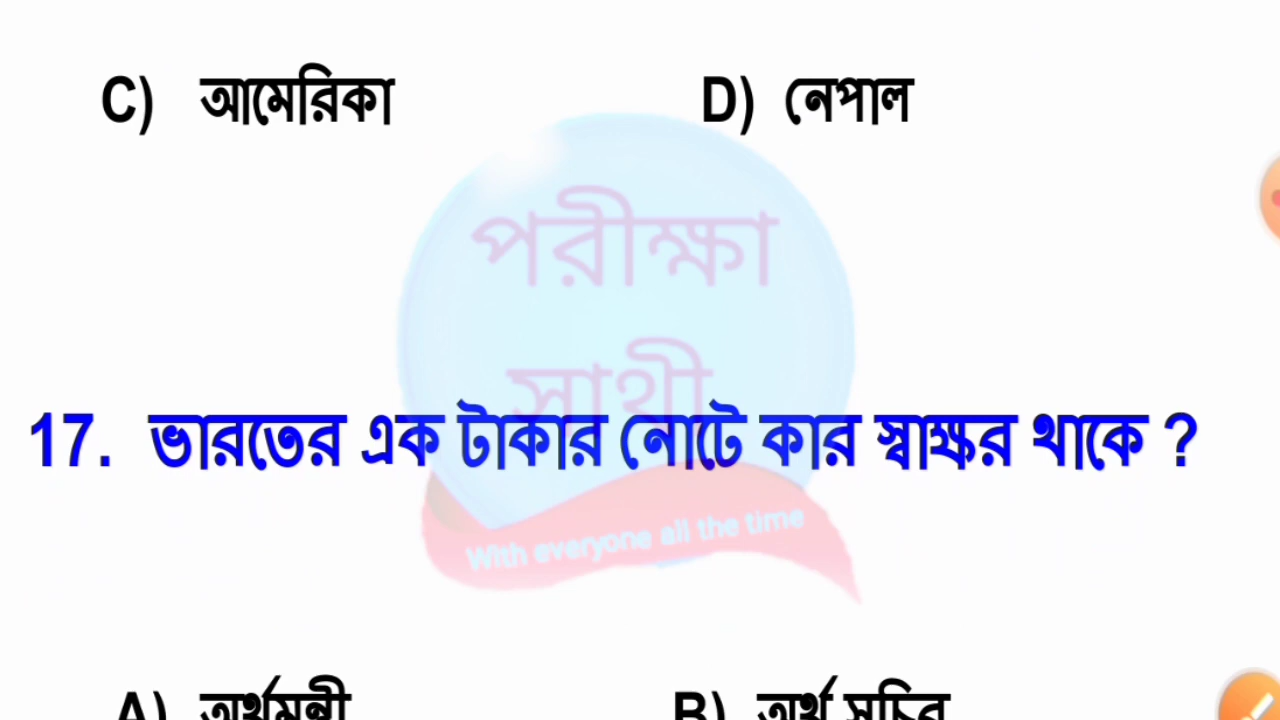 C) আমেরিকা D) নেপাল
পরীক্ষা
সাথী
17. ভারতের এক টাকার নোটে কার স্বাক্ষর থাকে ?
With everyone all the time
A) অর্থমন্ত্রী B) অর্থ সচিব